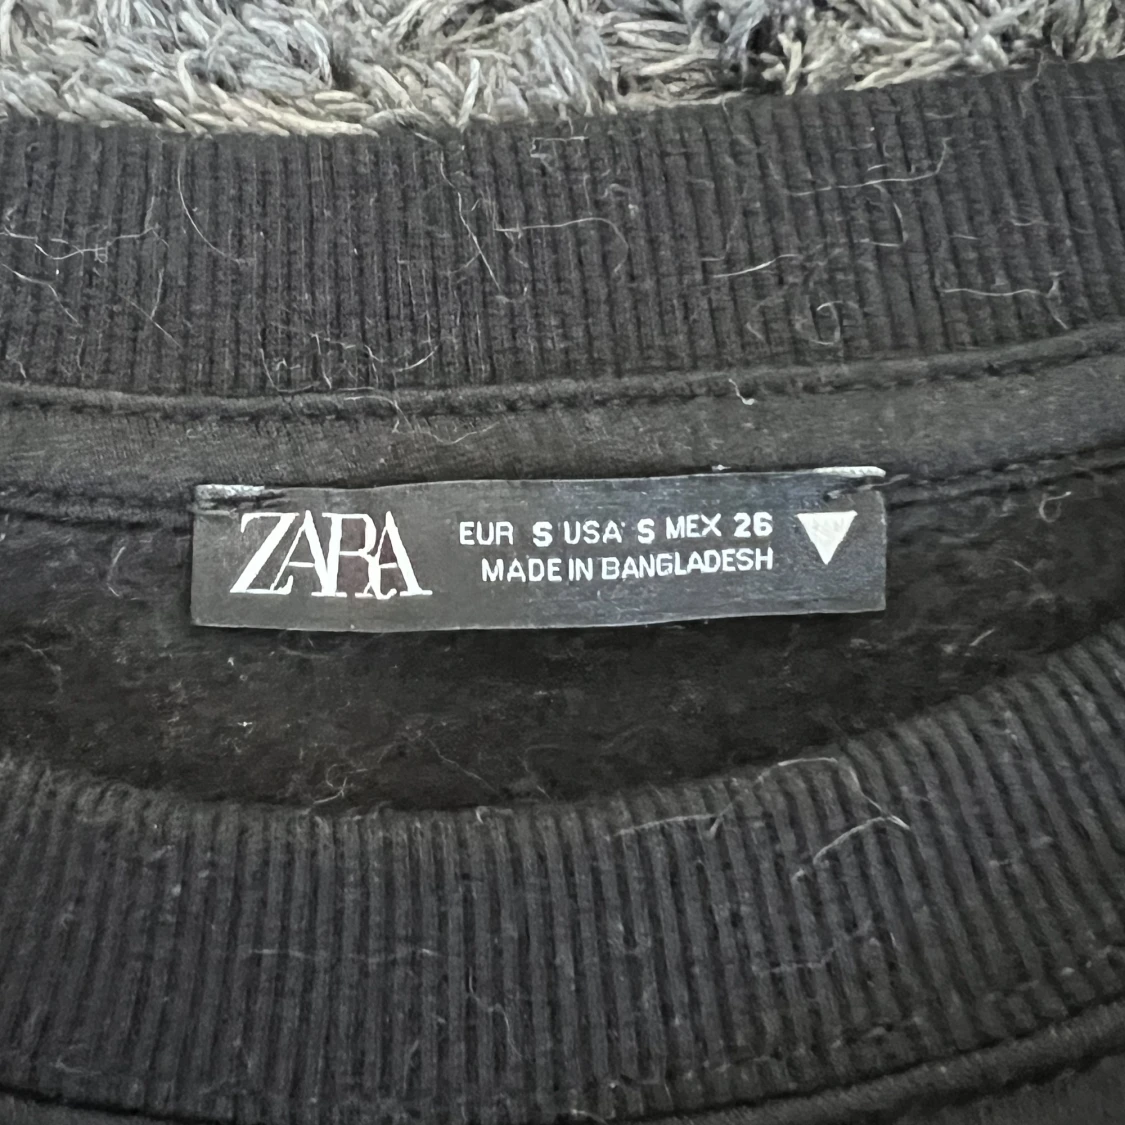 ZARA
EUR S USA S MEX 26
MADE IN BANGLADESH